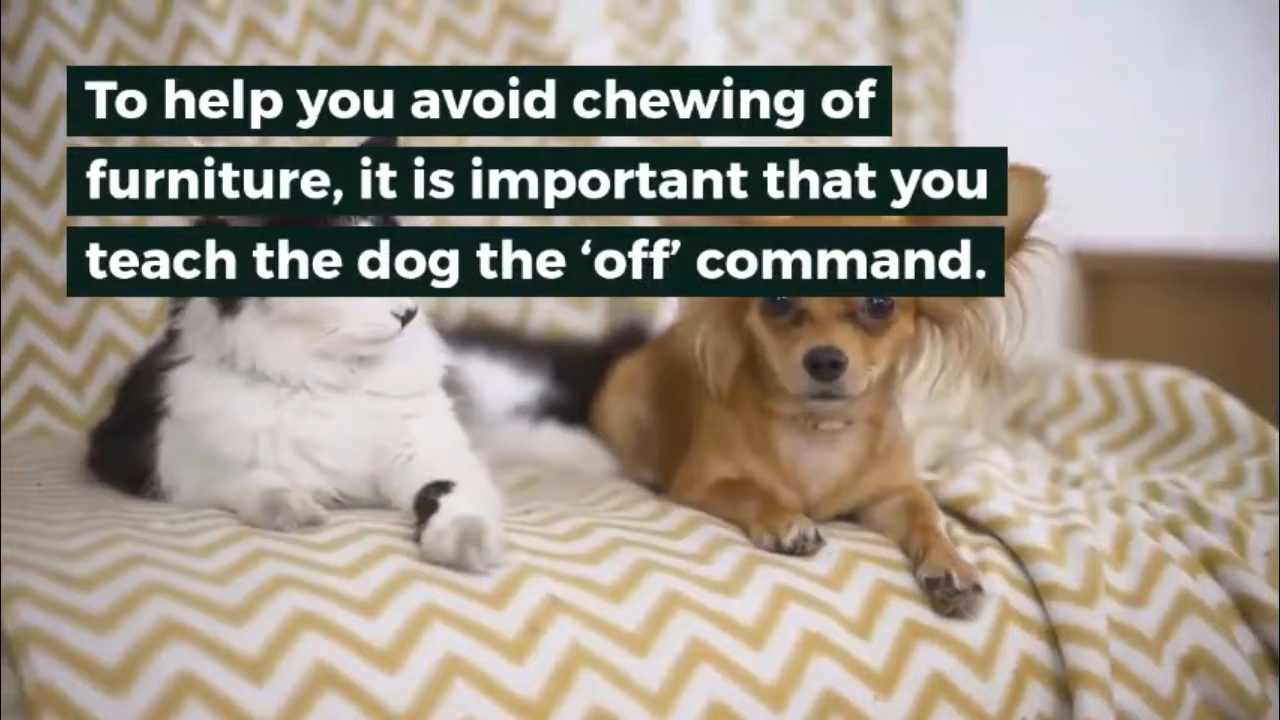 To help you avoid chewing of
furniture, it is important that you
teach the dog the ‘off’ command.